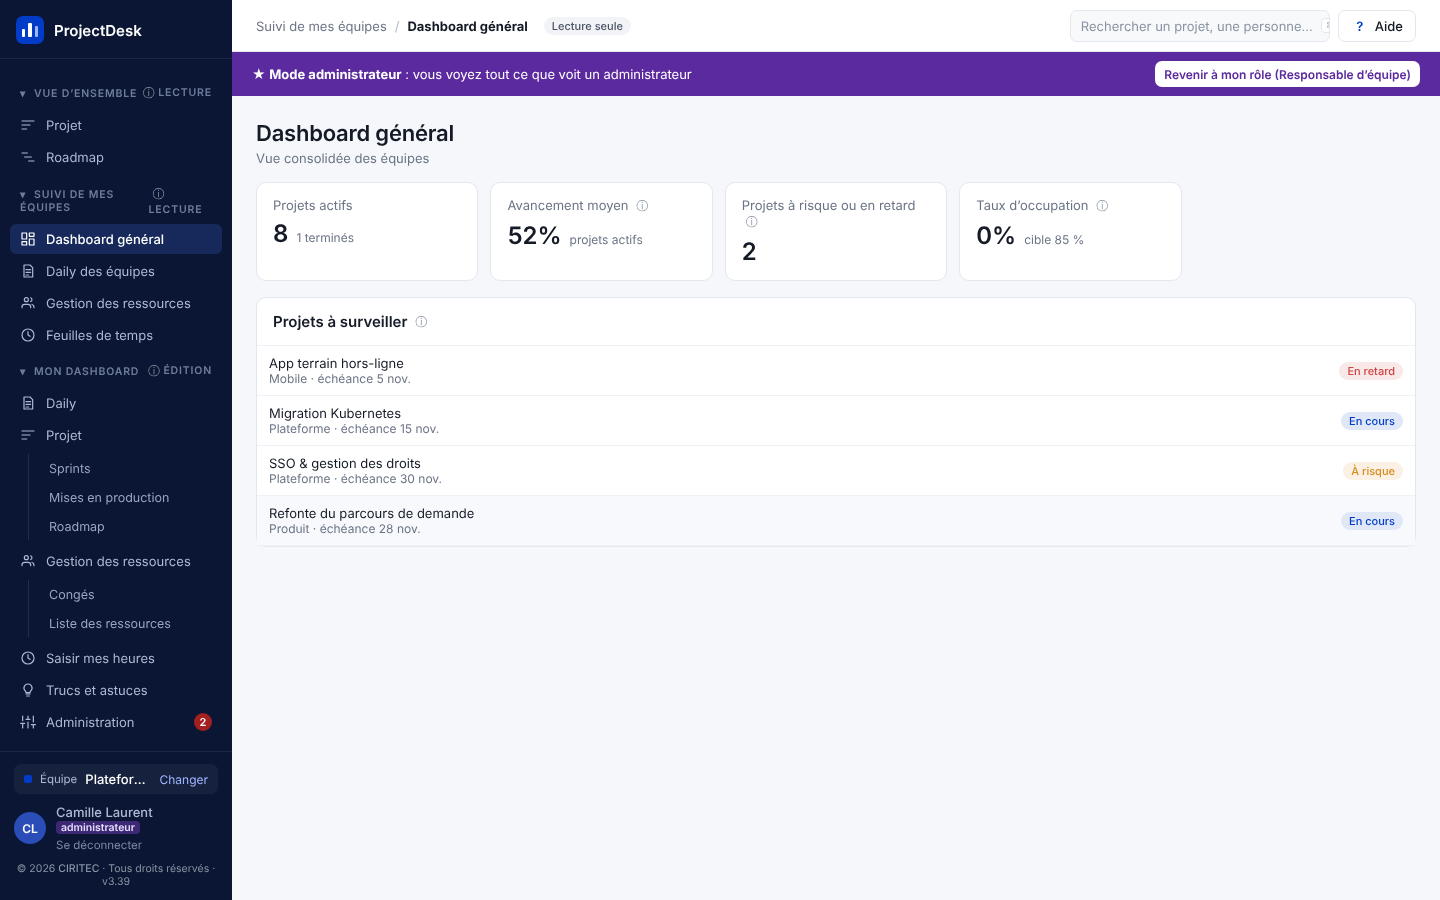 ProjectDesk
VUE D'ENSEMBLE ⓘ LECTURE
Projet
Roadmap
SUIVI DE MES ÉQUIPES ⓘ LECTURE
Dashboard général
Daily des équipes
Gestion des ressources
Feuilles de temps
MON DASHBOARD ⓘ ÉDITION
Daily
Projet
Sprints
Mises en production
Roadmap
Gestion des ressources
Congés
Liste des ressources
Saisir mes heures
Trucs et astuces
Administration 2
Équipe Platefor... Changer
CL Camille Laurent
administrateur
Se déconnecter
© 2026 CIRITEC · Tous droits réservés ·
v3.39
Suivi de mes équipes / Dashboard général Lecture seule
Rechercher un projet, une personne...
? Aide
★ Mode administrateur : vous voyez tout ce que voit un administrateur
Revenir à mon rôle (Responsable d'équipe)
Dashboard général
Vue consolidée des équipes
Projets actifs
8 1 terminés
Avancement moyen ⓘ
52% projets actifs
Projets à risque ou en retard
ⓘ
2
Taux d'occupation ⓘ
0% cible 85 %
Projets à surveiller ⓘ
App terrain hors-ligne
Mobile · échéance 5 nov.
En retard
Migration Kubernetes
Plateforme · échéance 15 nov.
En cours
SSO & gestion des droits
Plateforme · échéance 30 nov.
À risque
Refonte du parcours de demande
Produit · échéance 28 nov.
En cours